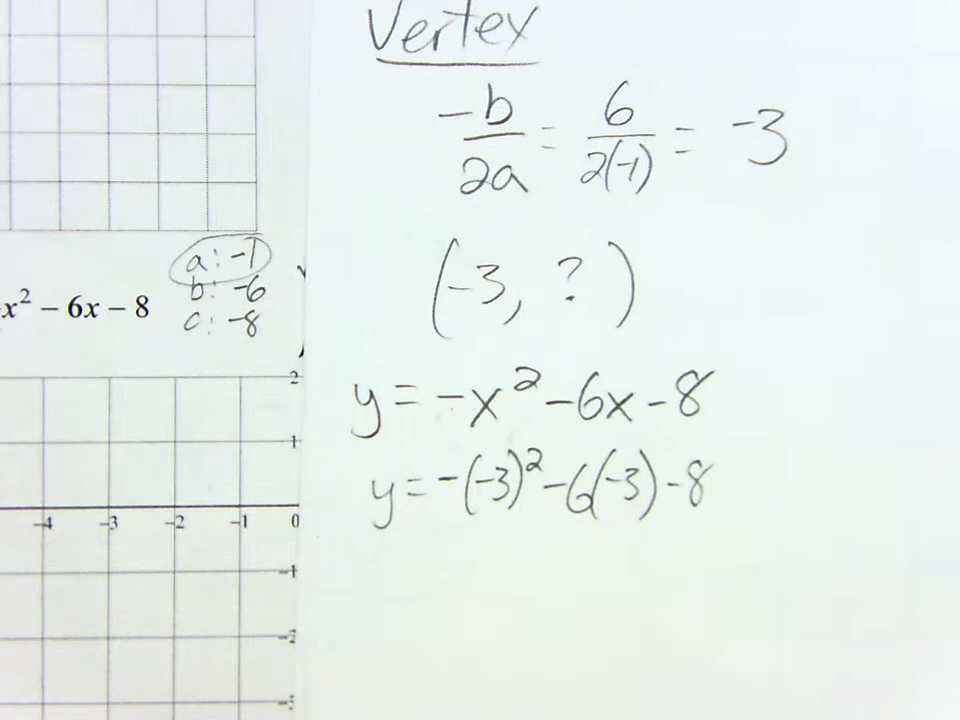 Vertex
-b/2a = 6/2(-1) = -3
a: -1
b: -6
c: -8
x² − 6x − 8
(-3, ?)
y = -x² - 6x - 8
y = -(-3)² - 6(-3) - 8
2
1
-4 -3 -2 -1 0
-1
-2